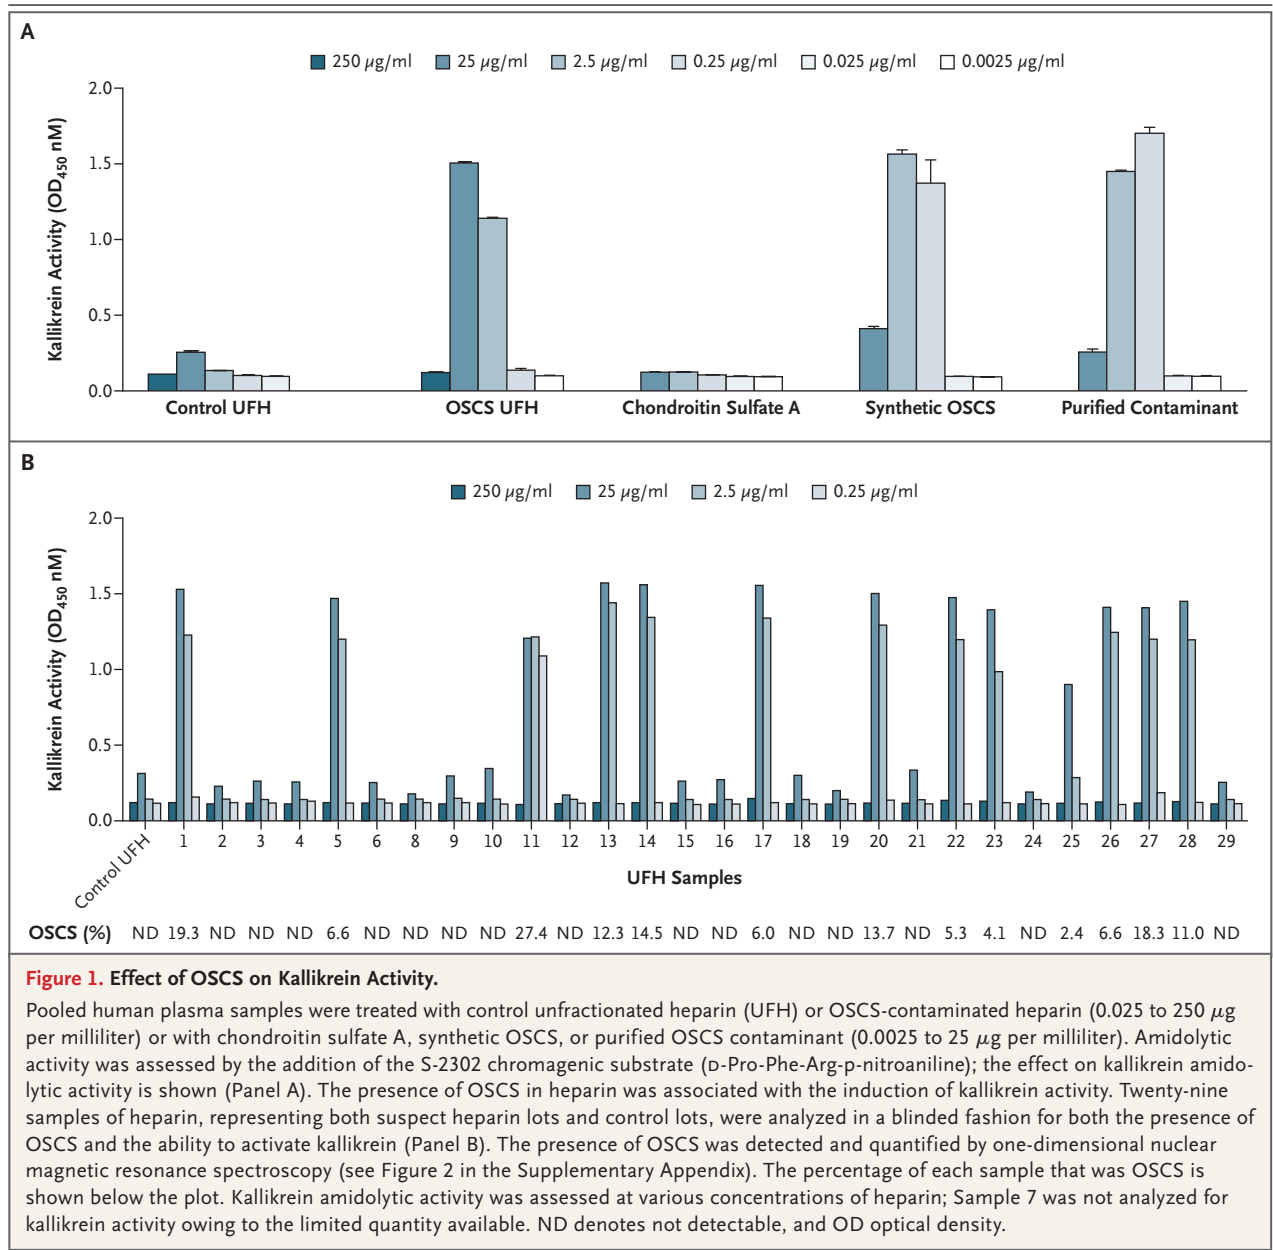 A
250 µg/ml 25 µg/ml 2.5 µg/ml 0.25 µg/ml 0.025 µg/ml 0.0025 µg/ml
Kallikrein Activity (OD450 nM)
2.0
1.5
1.0
0.5
0.0
Control UFH OSCS UFH Chondroitin Sulfate A Synthetic OSCS Purified Contaminant
B
250 µg/ml 25 µg/ml 2.5 µg/ml 0.25 µg/ml
Kallikrein Activity (OD450 nM)
2.0
1.5
1.0
0.5
0.0
Control UFH 1 2 3 4 5 6 8 9 10 11 12 13 14 15 16 17 18 19 20 21 22 23 24 25 26 27 28 29
UFH Samples
OSCS (%) ND 19.3 ND ND ND 6.6 ND ND ND ND 27.4 ND 12.3 14.5 ND ND 6.0 ND ND 13.7 ND 5.3 4.1 ND 2.4 6.6 18.3 11.0 ND
Figure 1. Effect of OSCS on Kallikrein Activity.
Pooled human plasma samples were treated with control unfractionated heparin (UFH) or OSCS-contaminated heparin (0.025 to 250 µg
per milliliter) or with chondroitin sulfate A, synthetic OSCS, or purified OSCS contaminant (0.0025 to 25 µg per milliliter). Amidolytic
activity was assessed by the addition of the S-2302 chromagenic substrate (D-Pro-Phe-Arg-p-nitroaniline); the effect on kallikrein amido-
lytic activity is shown (Panel A). The presence of OSCS in heparin was associated with the induction of kallikrein activity. Twenty-nine
samples of heparin, representing both suspect heparin lots and control lots, were analyzed in a blinded fashion for both the presence of
OSCS and the ability to activate kallikrein (Panel B). The presence of OSCS was detected and quantified by one-dimensional nuclear
magnetic resonance spectroscopy (see Figure 2 in the Supplementary Appendix). The percentage of each sample that was OSCS is
shown below the plot. Kallikrein amidolytic activity was assessed at various concentrations of heparin; Sample 7 was not analyzed for
kallikrein activity owing to the limited quantity available. ND denotes not detectable, and OD optical density.